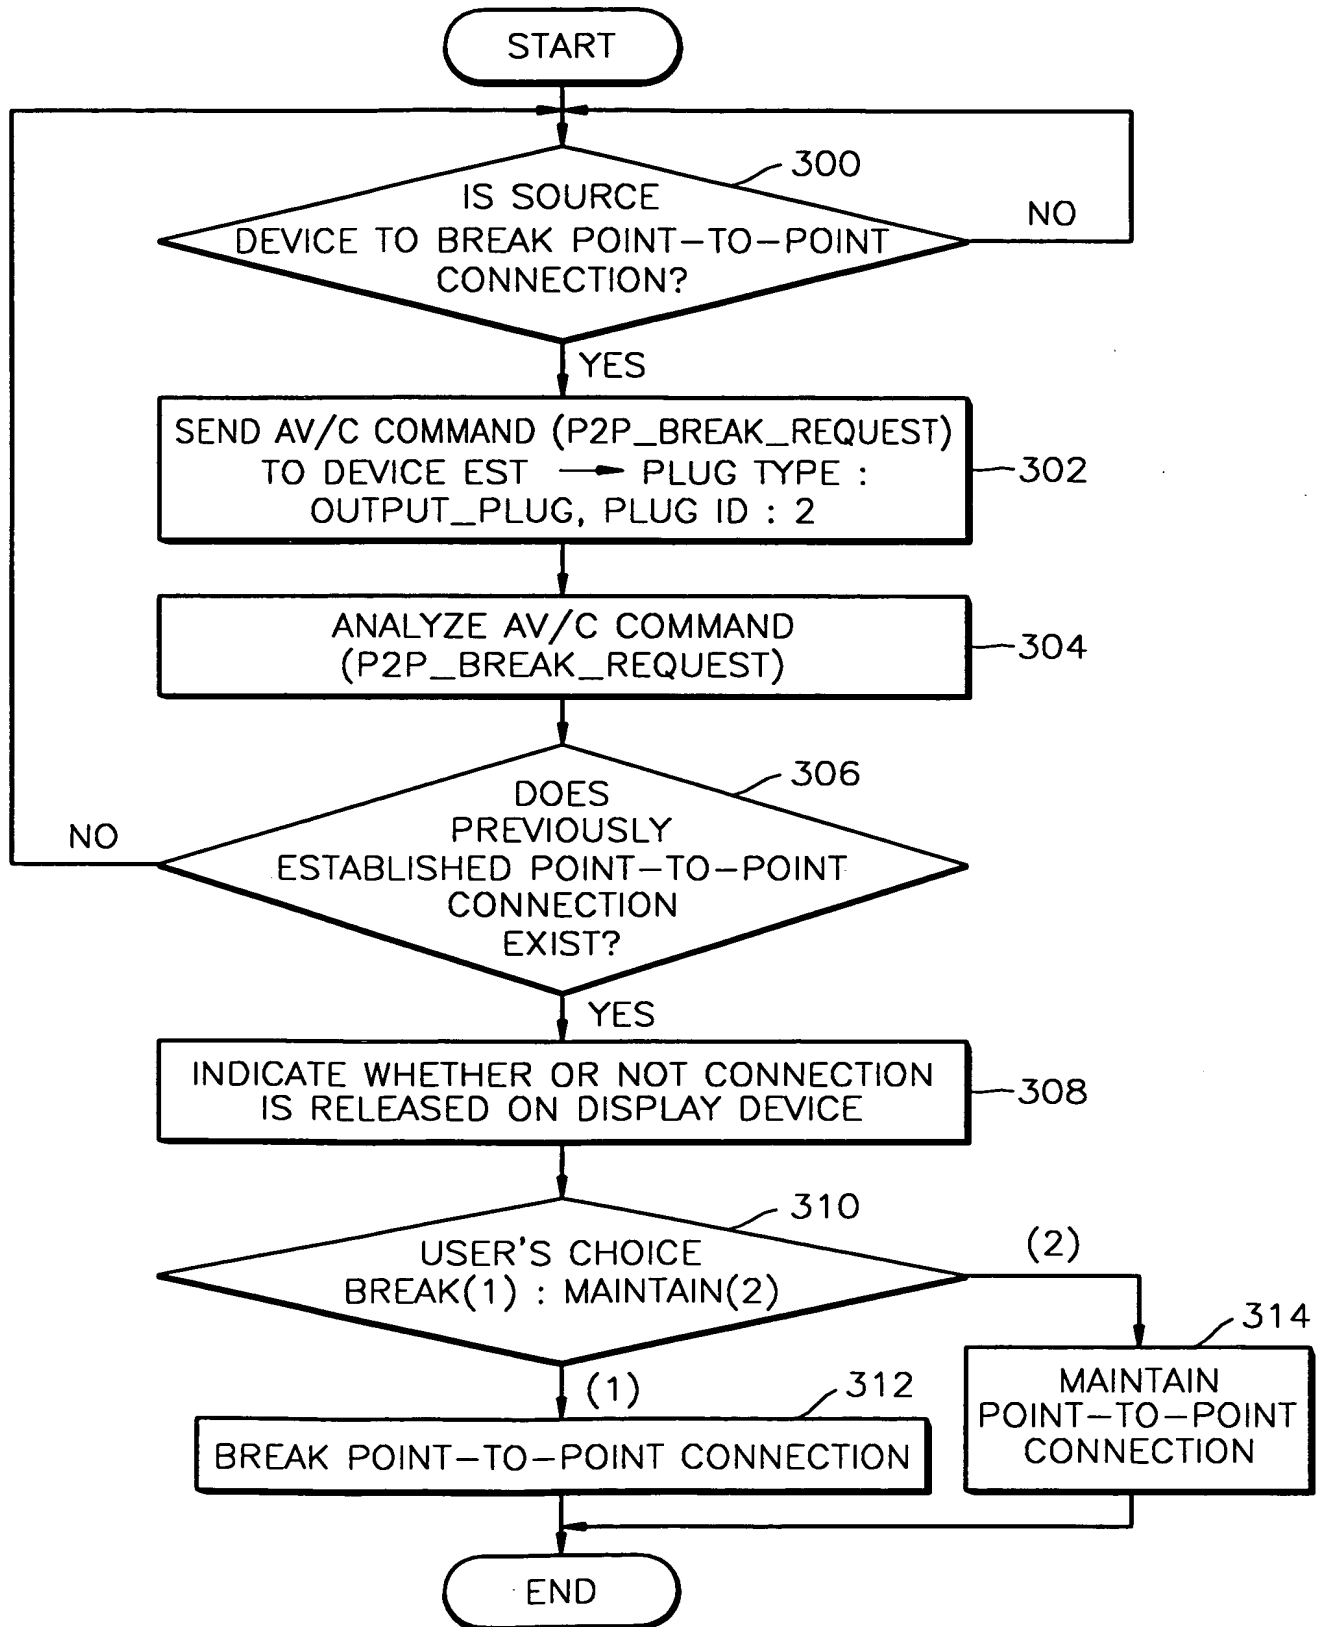 START
300
IS SOURCE
DEVICE TO BREAK POINT-TO-POINT
CONNECTION?
NO
YES
SEND AV/C COMMAND (P2P_BREAK_REQUEST)
TO DEVICE EST → PLUG TYPE :
OUTPUT_PLUG, PLUG ID : 2
302
ANALYZE AV/C COMMAND
(P2P_BREAK_REQUEST)
304
306
DOES
PREVIOUSLY
ESTABLISHED POINT-TO-POINT
CONNECTION
EXIST?
NO
YES
INDICATE WHETHER OR NOT CONNECTION
IS RELEASED ON DISPLAY DEVICE
308
310
USER'S CHOICE
BREAK(1) : MAINTAIN(2)
(2)
314
MAINTAIN
POINT-TO-POINT
CONNECTION
(1)
312
BREAK POINT-TO-POINT CONNECTION
END